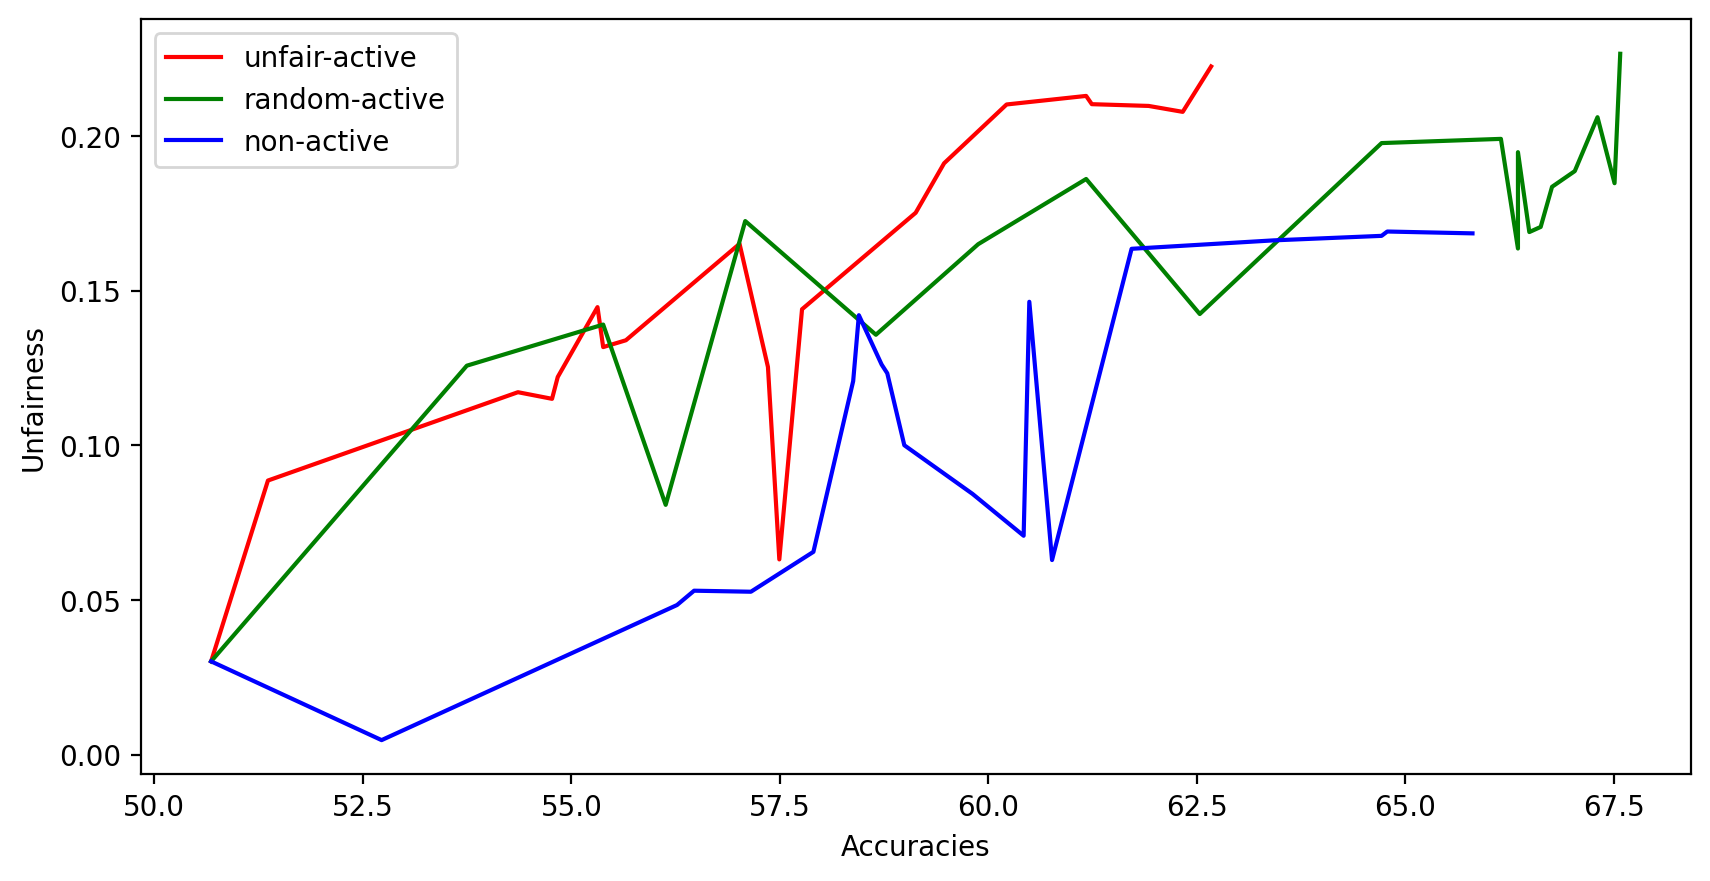 unfair-active
random-active
non-active
Unfairness
0.20
0.15
0.10
0.05
0.00
50.0 52.5 55.0 57.5 60.0 62.5 65.0 67.5
Accuracies